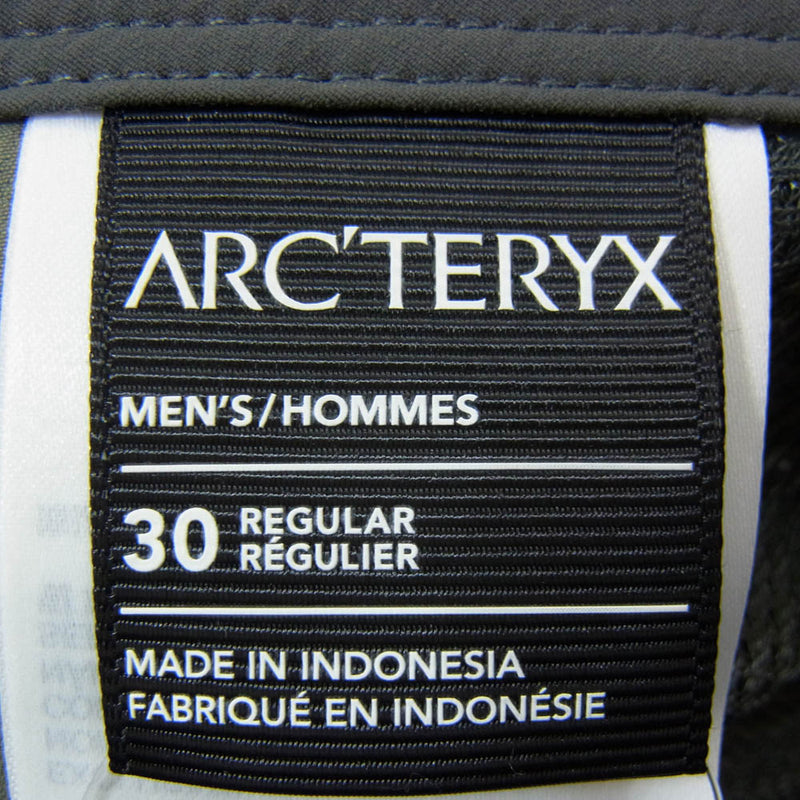 ARC'TERYX
MEN'S/HOMMES
30 REGULAR
RÉGULIER
MADE IN INDONESIA
FABRIQUÉ EN INDONÉSIE